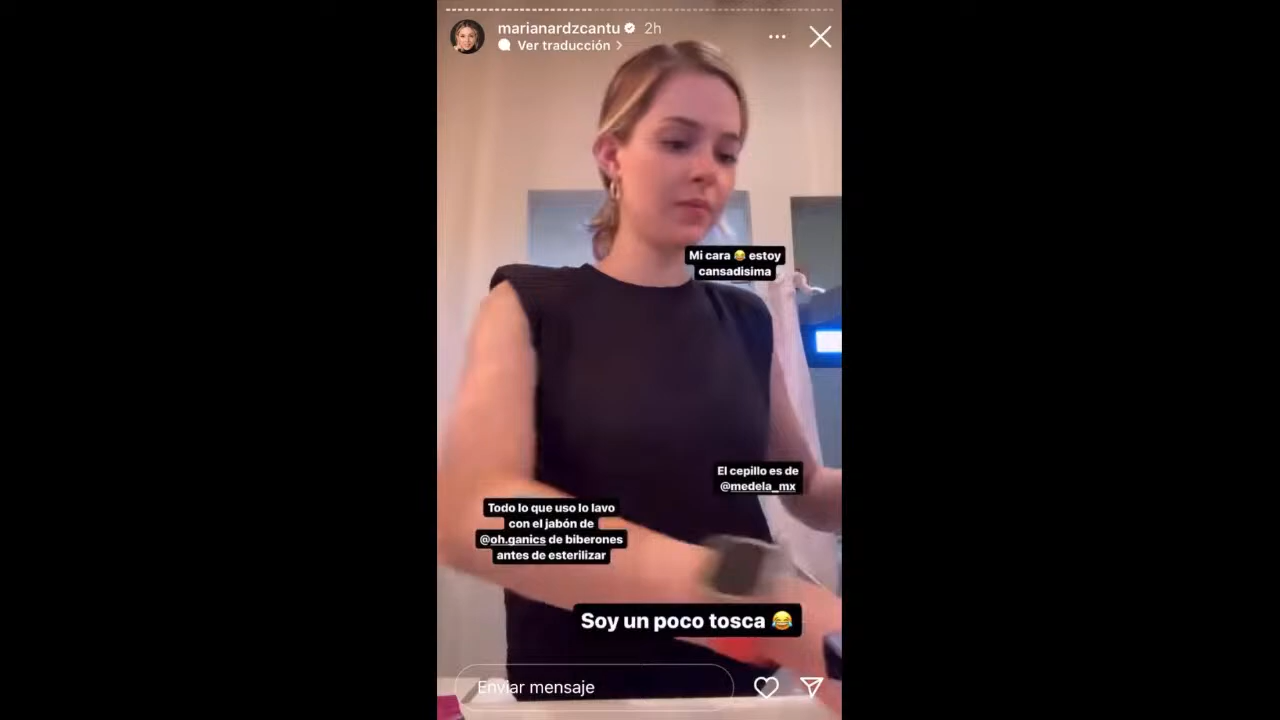 marianardzcantu 2h
Ver traducción >
Mi cara 😂 estoy
cansadisima
El cepillo es de
@medela_mx
Todo lo que uso lo lavo
con el jabón de
@oh.ganics de biberones
antes de esterilizar
Soy un poco tosca 😂
Enviar mensaje